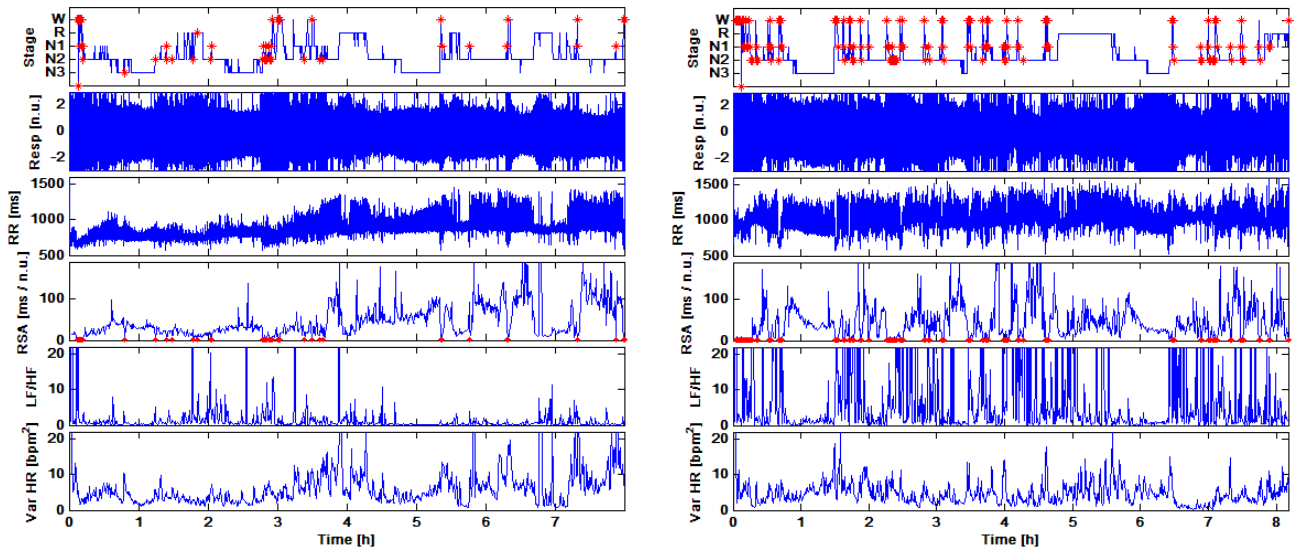 W
R
N1
N2
N3
Stage
2
0
-2
Resp [n.u.]
1500
1000
500
RR [ms]
100
0
RSA [ms / n.u.]
20
10
0
LF/HF
20
10
0
Var HR [bpm²]
0 1 2 3 4 5 6 7
Time [h]
W
R
N1
N2
N3
Stage
2
0
-2
Resp [n.u.]
1500
1000
500
RR [ms]
100
0
RSA [ms / n.u.]
20
10
0
LF/HF
20
10
0
Var HR [bpm²]
0 1 2 3 4 5 6 7 8
Time [h]